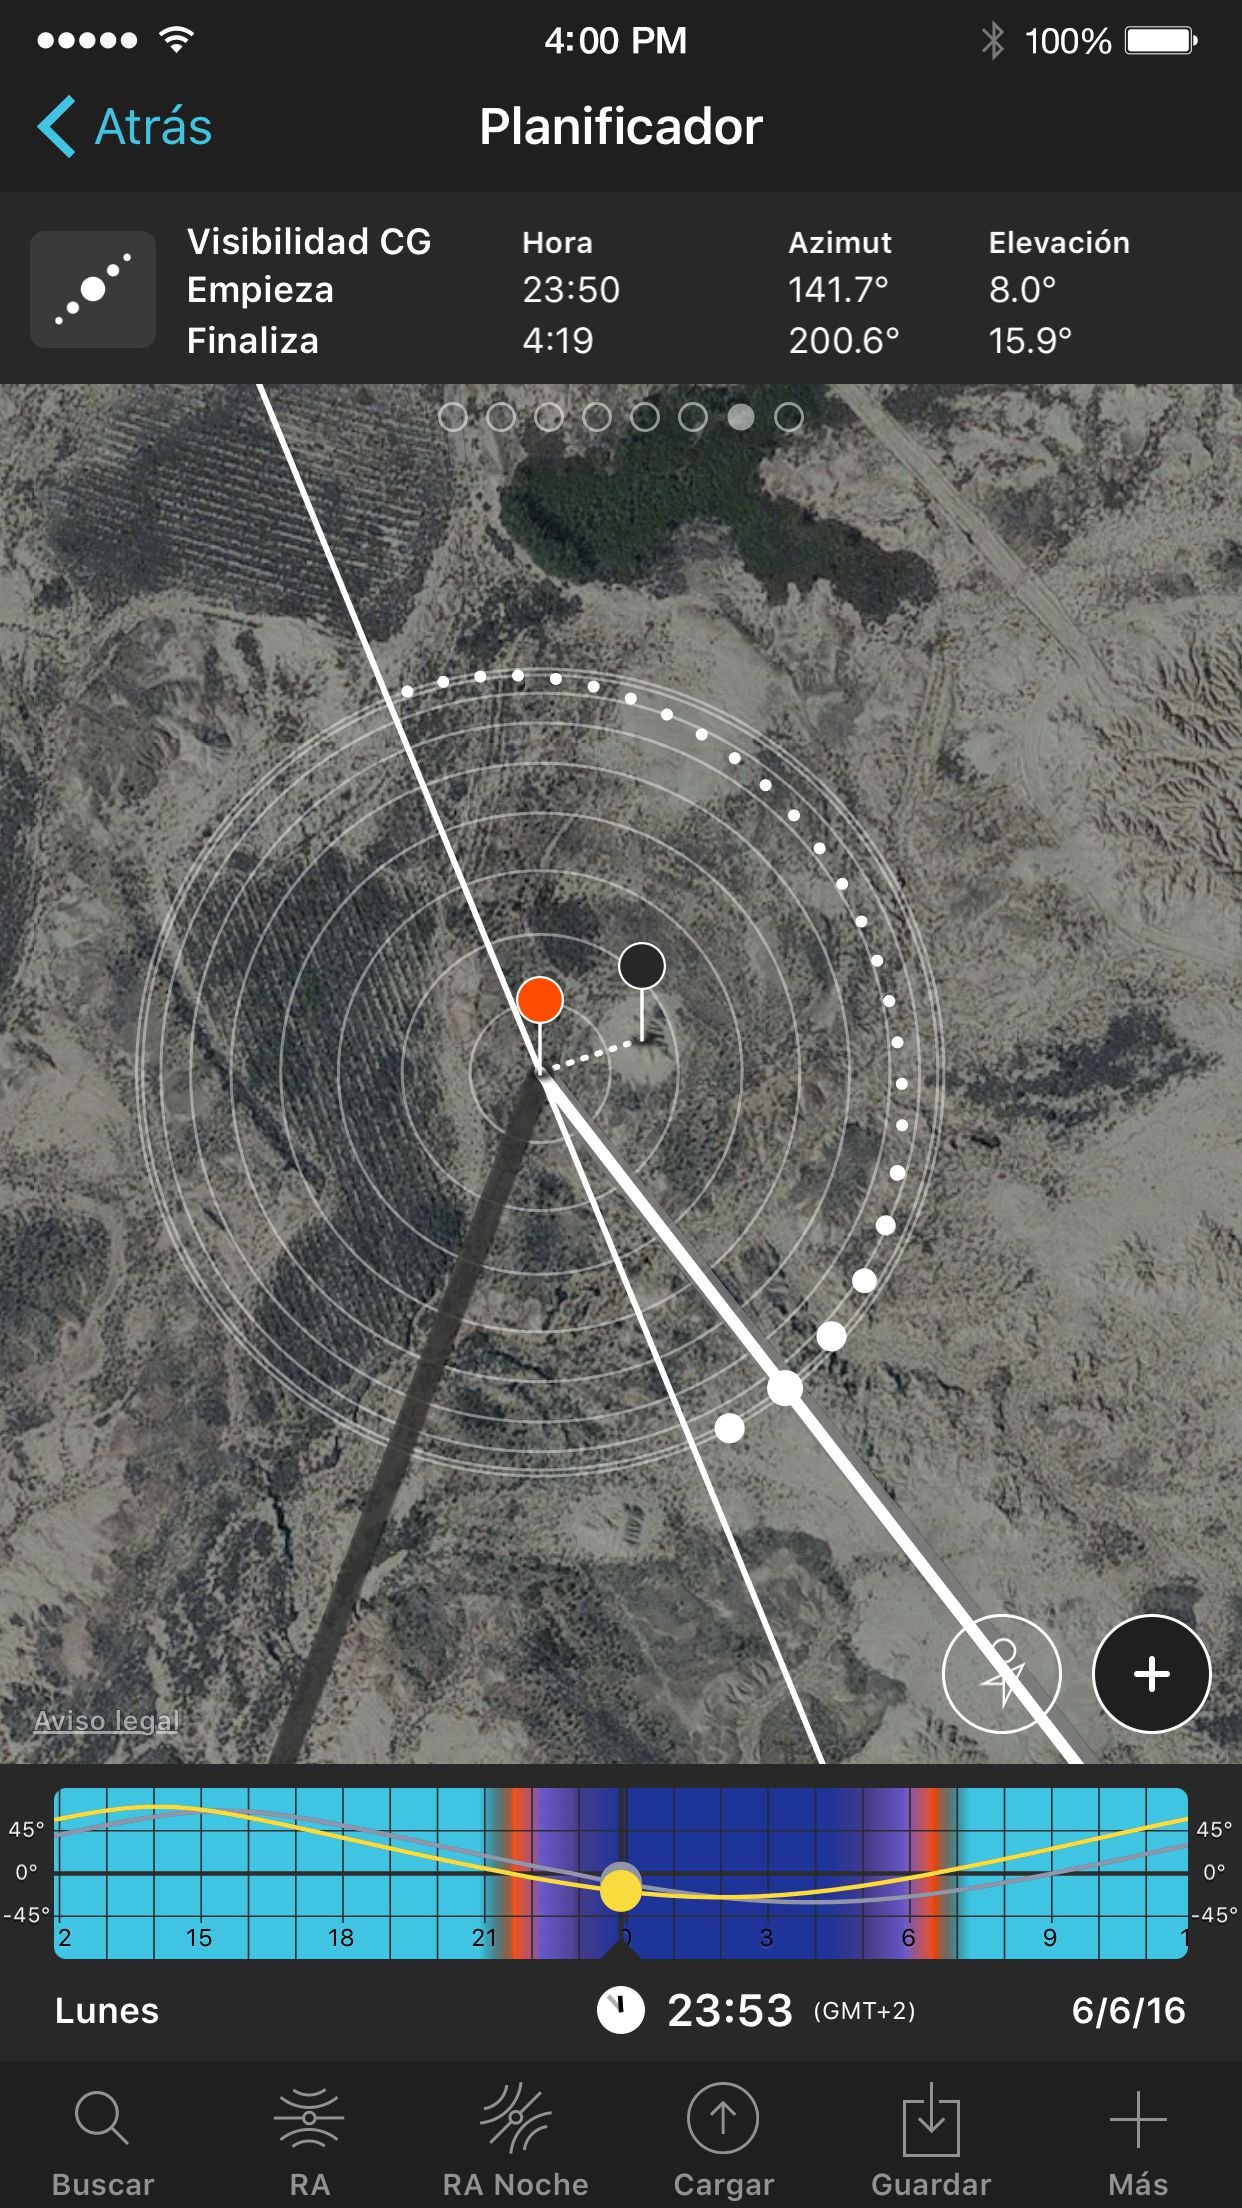 4:00 PM 100%
Atrás Planificador
Visibilidad CG Hora Azimut Elevación
Empieza 23:50 141.7° 8.0°
Finaliza 4:19 200.6° 15.9°
Aviso legal
45° 45°
0° 0°
-45° -45°
2 15 18 21 0 3 6 9 1
Lunes 23:53 (GMT+2) 6/6/16
Buscar RA RA Noche Cargar Guardar Más